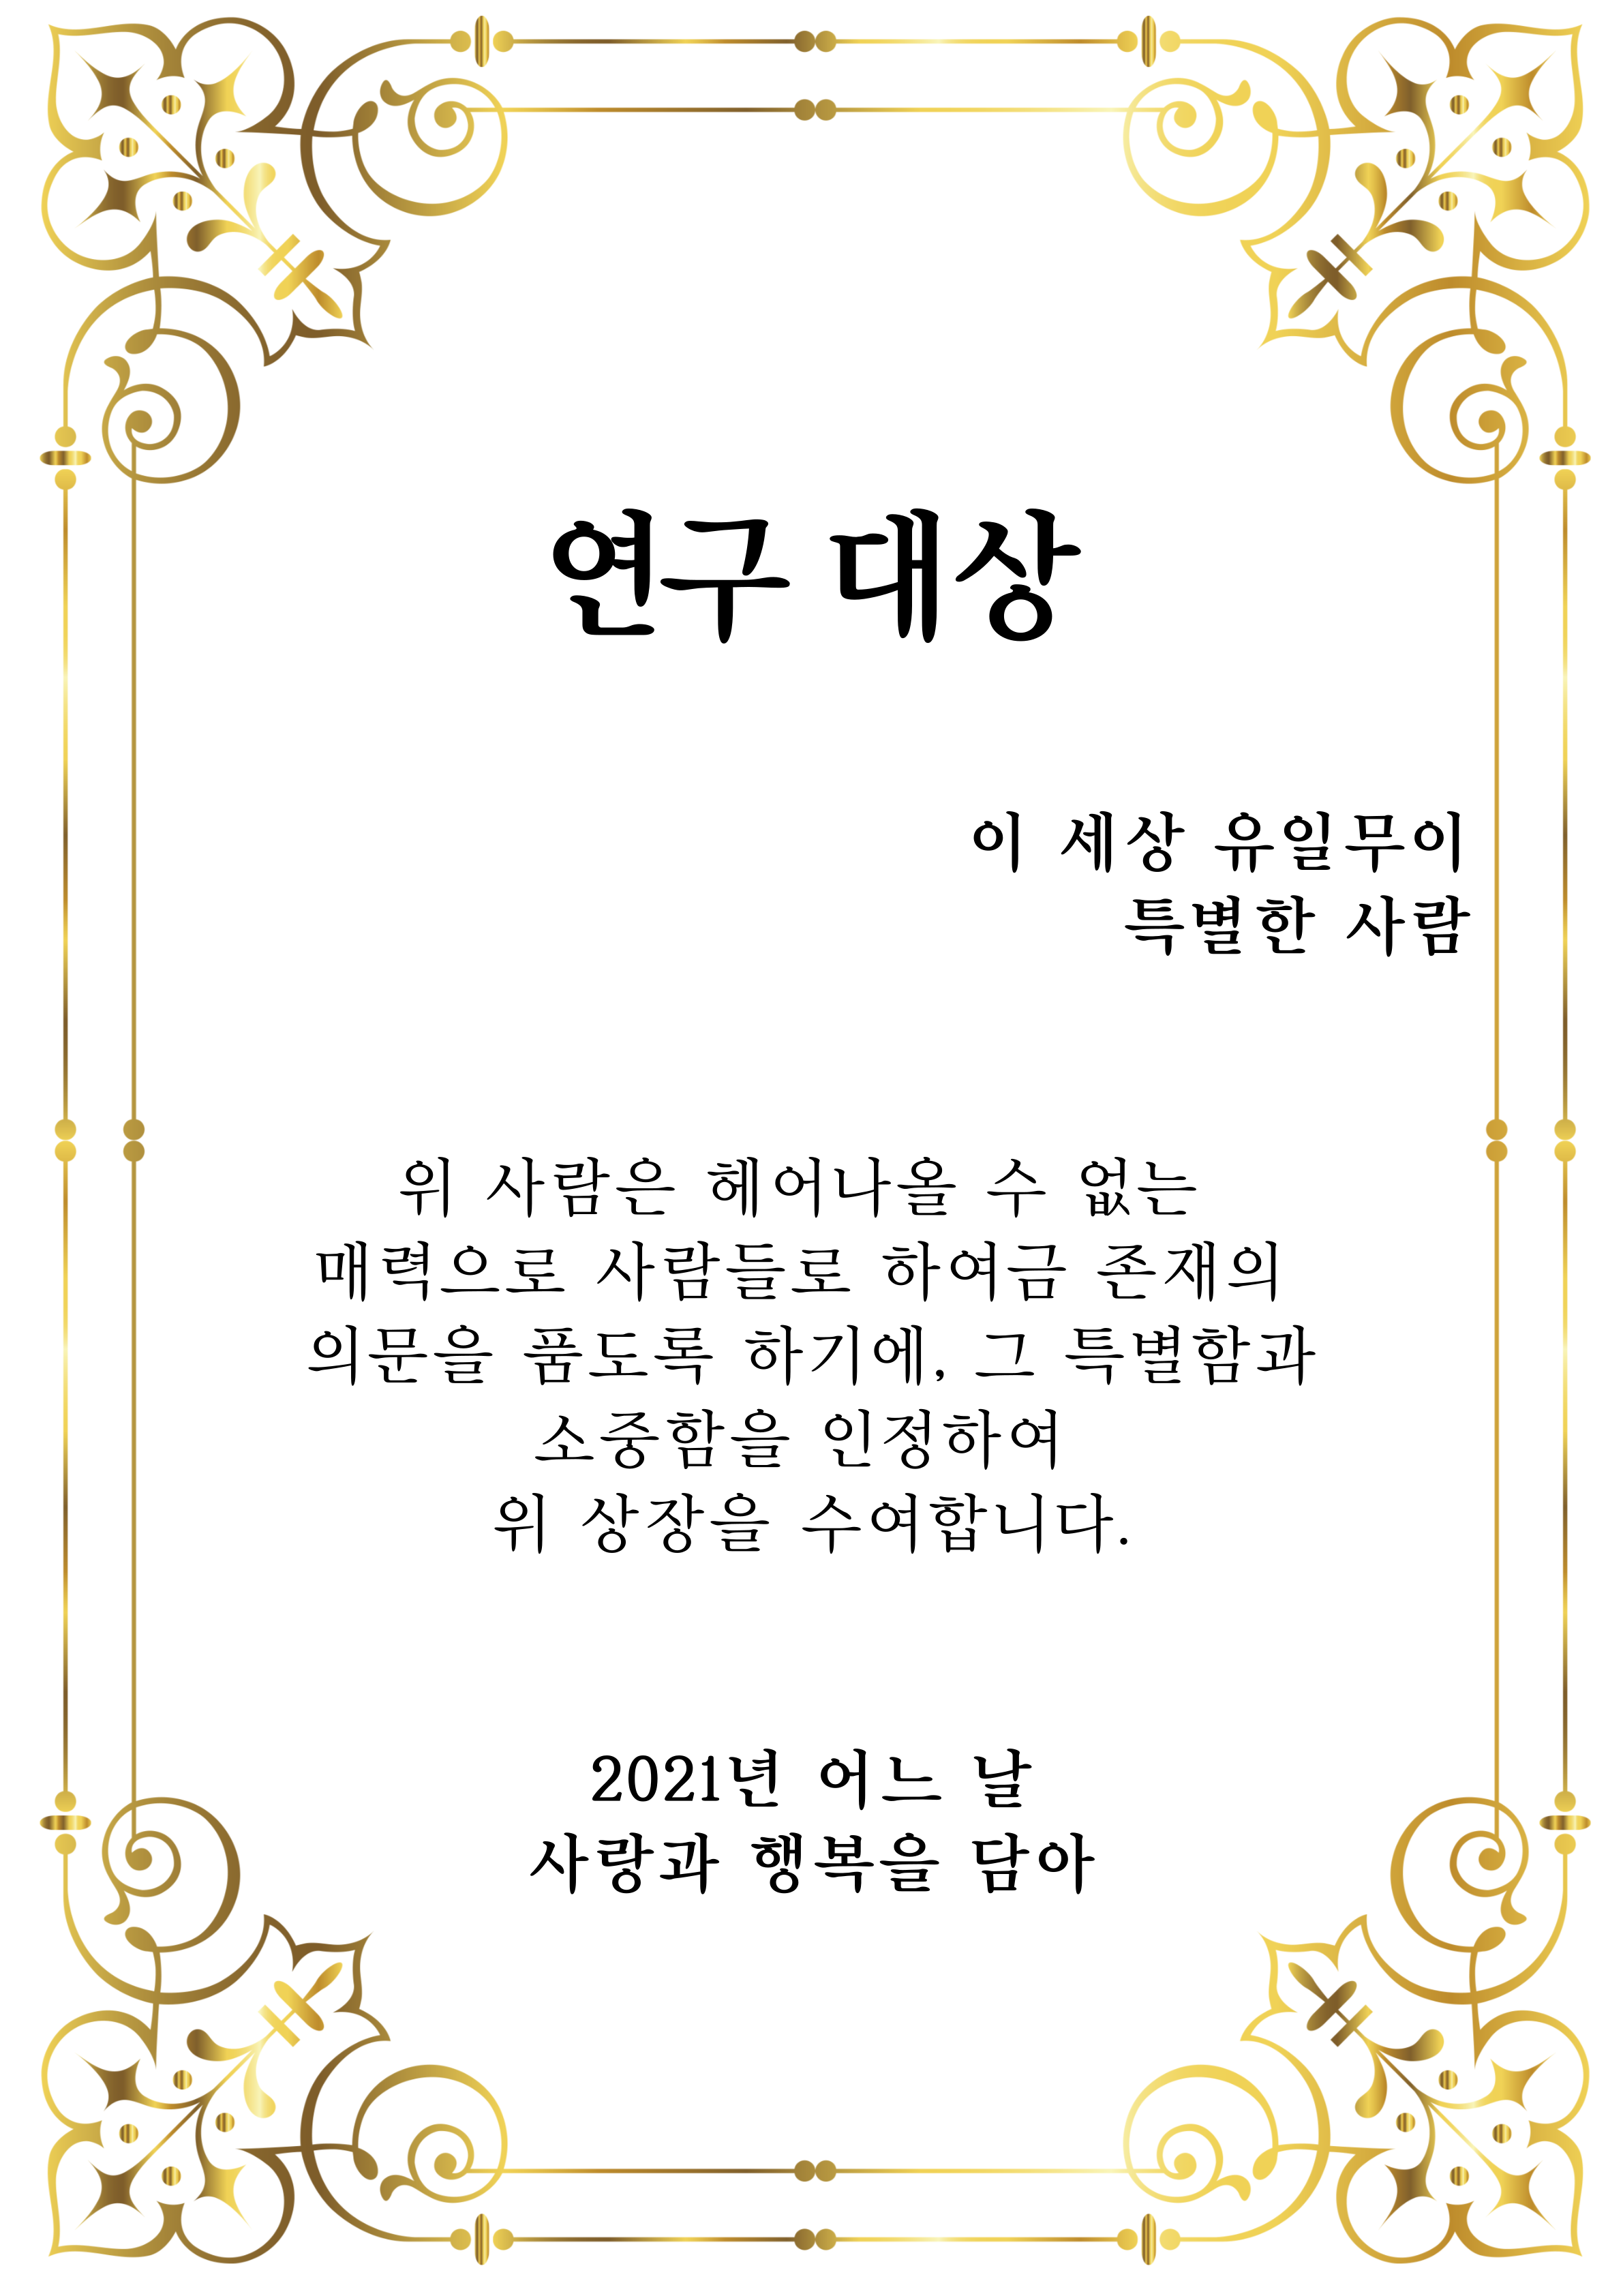 연구 대상
이 세상 유일무이
특별한 사람
위 사람은 헤어나올 수 없는
매력으로 사람들로 하여금 존재의
의문을 품도록 하기에, 그 특별함과
소중함을 인정하여
위 상장을 수여합니다.
2021년 어느 날
사랑과 행복을 담아